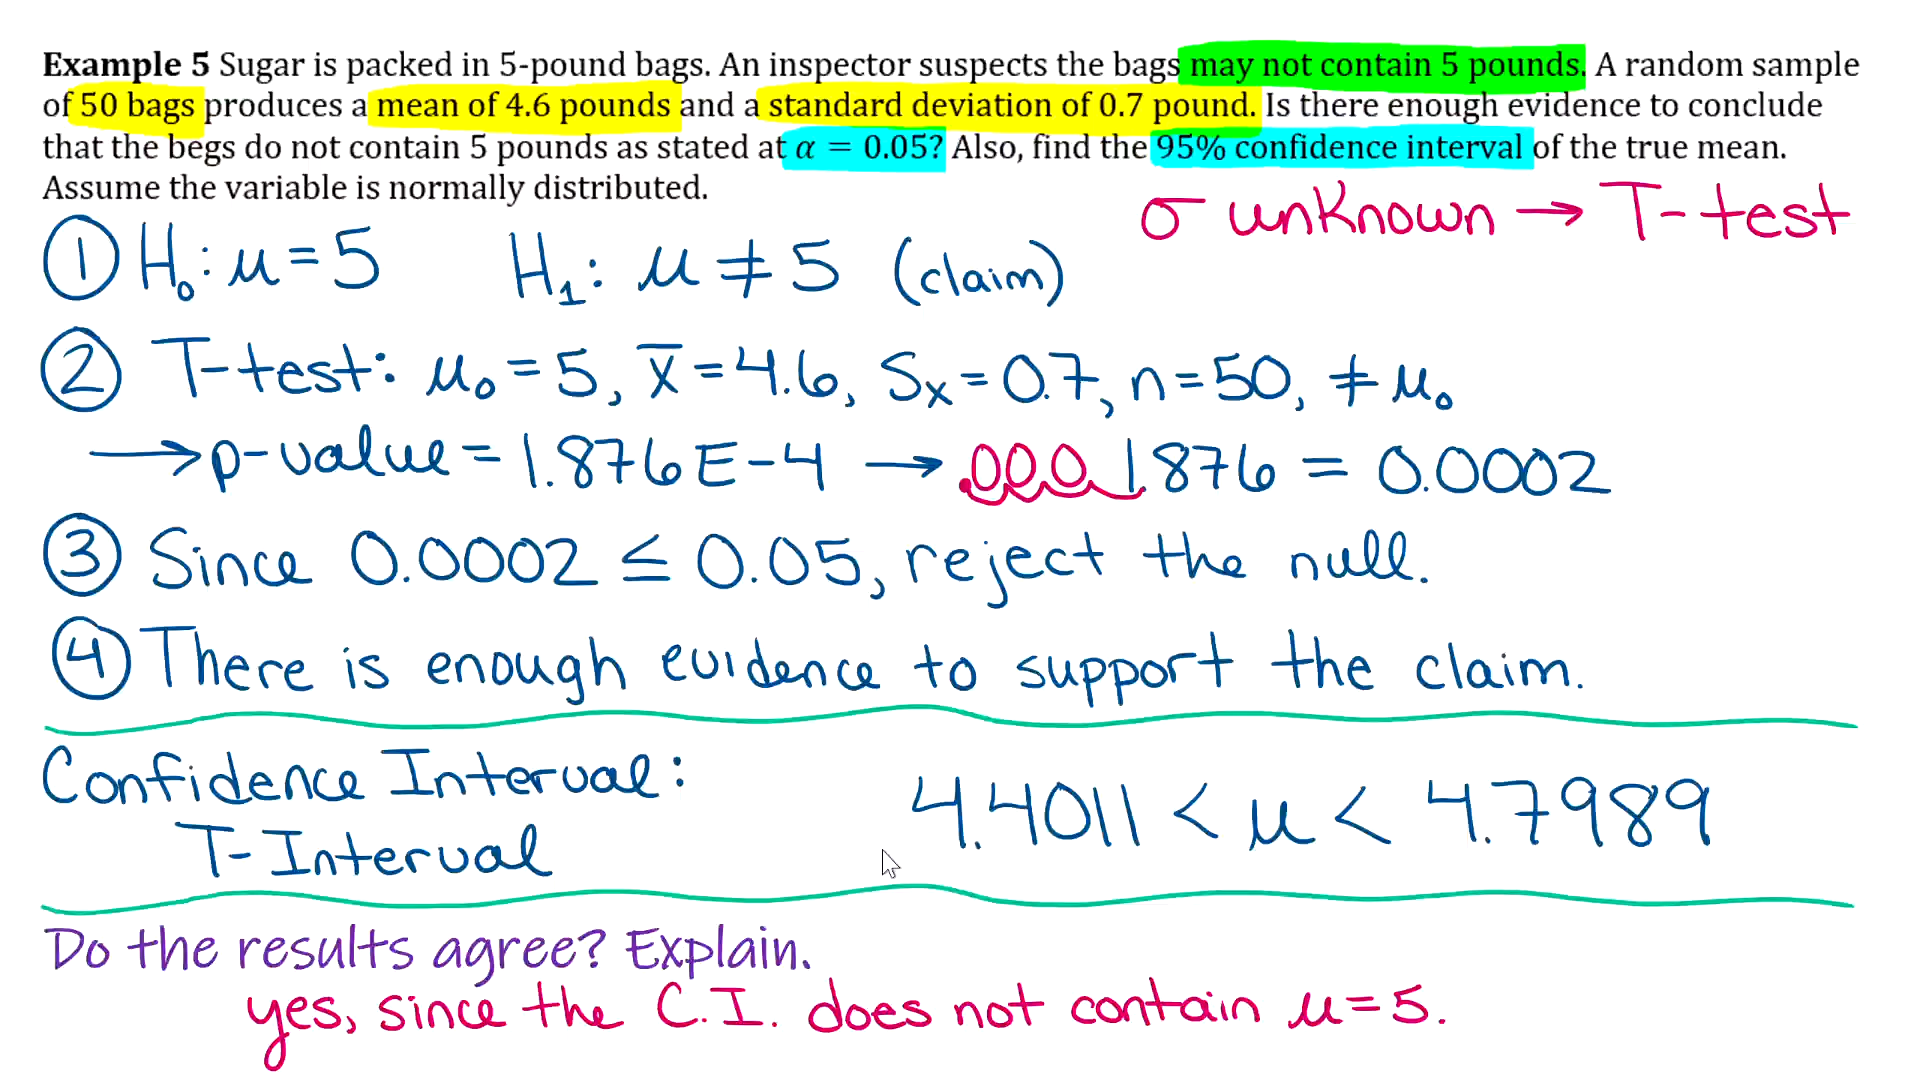 Example 5 Sugar is packed in 5-pound bags. An inspector suspects the bags may not contain 5 pounds. A random sample
of 50 bags produces a mean of 4.6 pounds and a standard deviation of 0.7 pound. Is there enough evidence to conclude
that the begs do not contain 5 pounds as stated at α = 0.05? Also, find the 95% confidence interval of the true mean.
Assume the variable is normally distributed.
σ unknown → T-test
① H₀: μ = 5 H₁: μ ≠ 5 (claim)
② T-test: μ₀ = 5, x̅ = 4.6, Sx = 0.7, n = 50, ≠ μ₀
→ p-value = 1.876E-4 → .0001.876 = 0.0002
③ Since 0.0002 ≤ 0.05, reject the null.
④ There is enough evidence to support the claim.
Confidence Interval:
T-Interval
4.4011 < μ < 4.7989
Do the results agree? Explain.
yes, since the C.I. does not contain μ = 5.